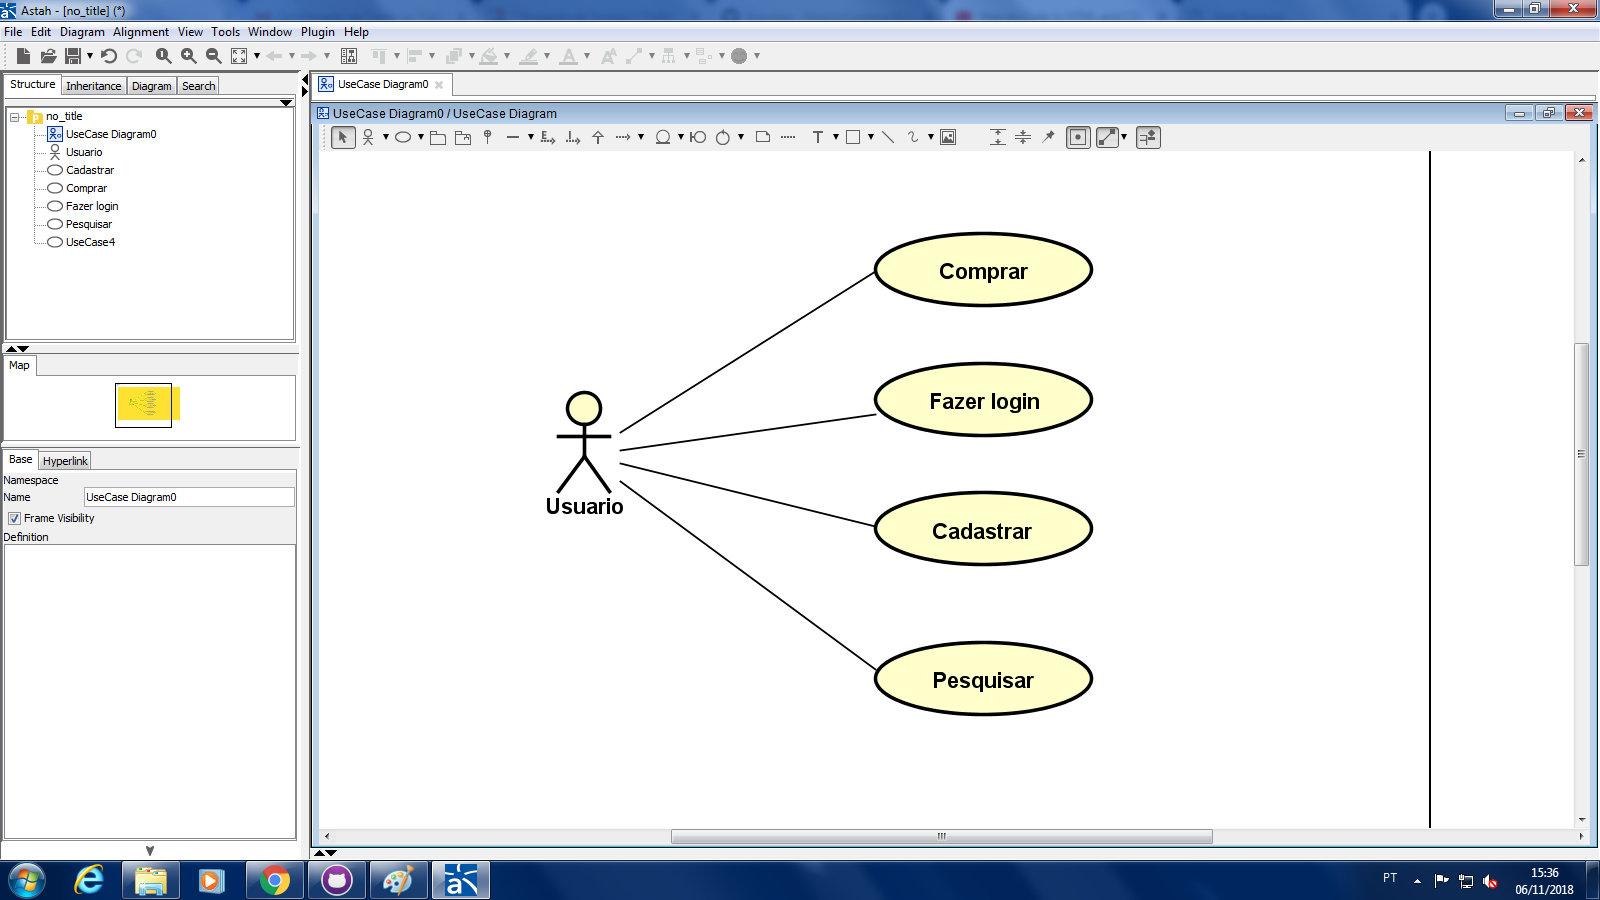 Astah - [no_title] (*)
File Edit Diagram Alignment View Tools Window Plugin Help
Structure Inheritance Diagram Search
no_title
UseCase Diagram0
Usuario
Cadastrar
Comprar
Fazer login
Pesquisar
UseCase4
Map
Base Hyperlink
Namespace
Name UseCase Diagram0
Frame Visibility
Definition
UseCase Diagram0
UseCase Diagram0 / UseCase Diagram
Comprar
Fazer login
Usuario
Cadastrar
Pesquisar
PT
15:36
06/11/2018